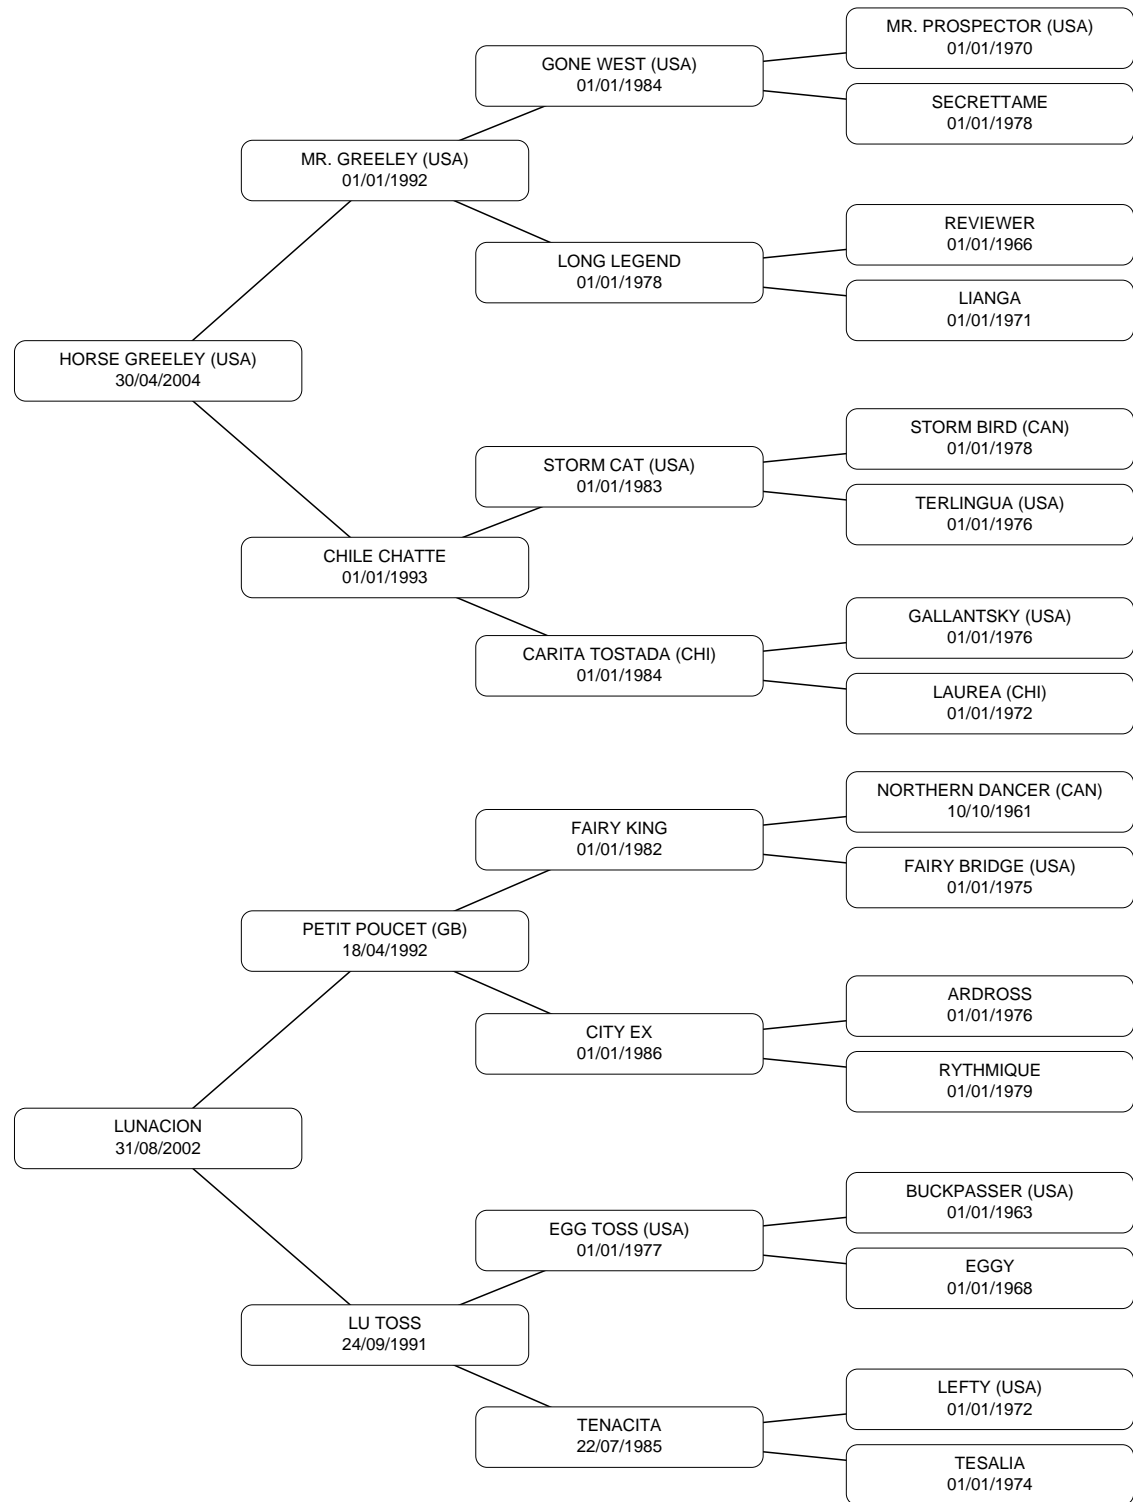 MR. PROSPECTOR (USA)
01/01/1970
GONE WEST (USA)
01/01/1984
SECRETTAME
01/01/1978
MR. GREELEY (USA)
01/01/1992
REVIEWER
01/01/1966
LONG LEGEND
01/01/1978
LIANGA
01/01/1971
HORSE GREELEY (USA)
30/04/2004
STORM BIRD (CAN)
01/01/1978
STORM CAT (USA)
01/01/1983
TERLINGUA (USA)
01/01/1976
CHILE CHATTE
01/01/1993
GALLANTSKY (USA)
01/01/1976
CARITA TOSTADA (CHI)
01/01/1984
LAUREA (CHI)
01/01/1972
NORTHERN DANCER (CAN)
10/10/1961
FAIRY KING
01/01/1982
FAIRY BRIDGE (USA)
01/01/1975
PETIT POUCET (GB)
18/04/1992
ARDROSS
01/01/1976
CITY EX
01/01/1986
RYTHMIQUE
01/01/1979
LUNACION
31/08/2002
BUCKPASSER (USA)
01/01/1963
EGG TOSS (USA)
01/01/1977
EGGY
01/01/1968
LU TOSS
24/09/1991
LEFTY (USA)
01/01/1972
TENACITA
22/07/1985
TESALIA
01/01/1974